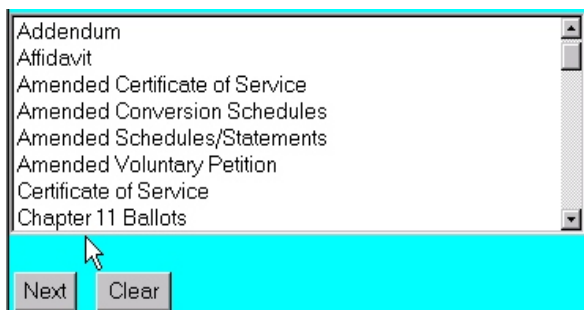 Addendum
Affidavit
Amended Certificate of Service
Amended Conversion Schedules
Amended Schedules/Statements
Amended Voluntary Petition
Certificate of Service
Chapter 11 Ballots
Next Clear